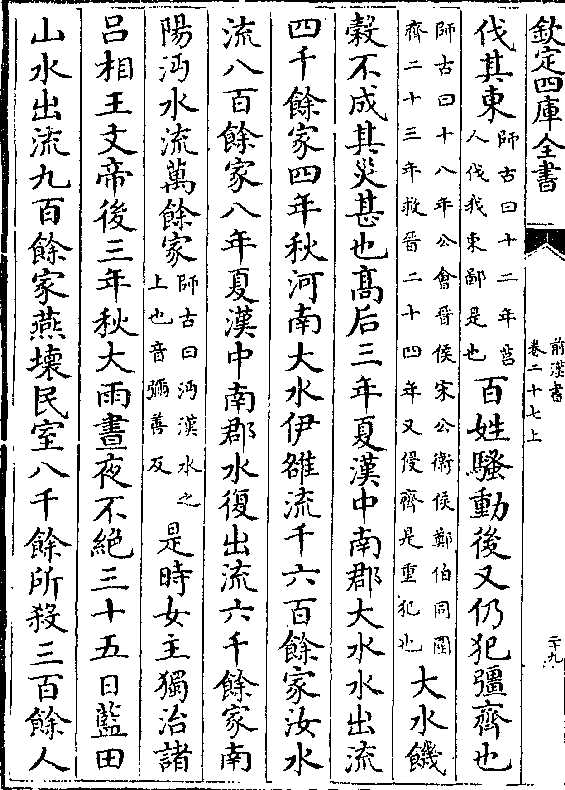 欽定四庫全書
前漢書
卷二十七上
二十九
伐其東師古曰十二年莒人伐我東鄙是也百姓騷動後又仍犯彊齊也
師古曰十八年公會晉侯宋公衛侯鄭伯同圍齊二十三年救晉二十四年又侵齊是重犯也大水饑
穀不成其災甚也高后三年夏漢中南郡大水水出流
四千餘家四年秋河南大水伊雒流千六百餘家汝水
流八百餘家八年夏漢中南郡水復出流六千餘家南
陽沔水流萬餘家師古曰沔漢水之上也音彌善反是時女主獨治諸
吕相王文帝後三年秋大雨晝夜不絶三十五日藍田
山水出流九百餘家燕壊民室八千餘所殺三百餘人